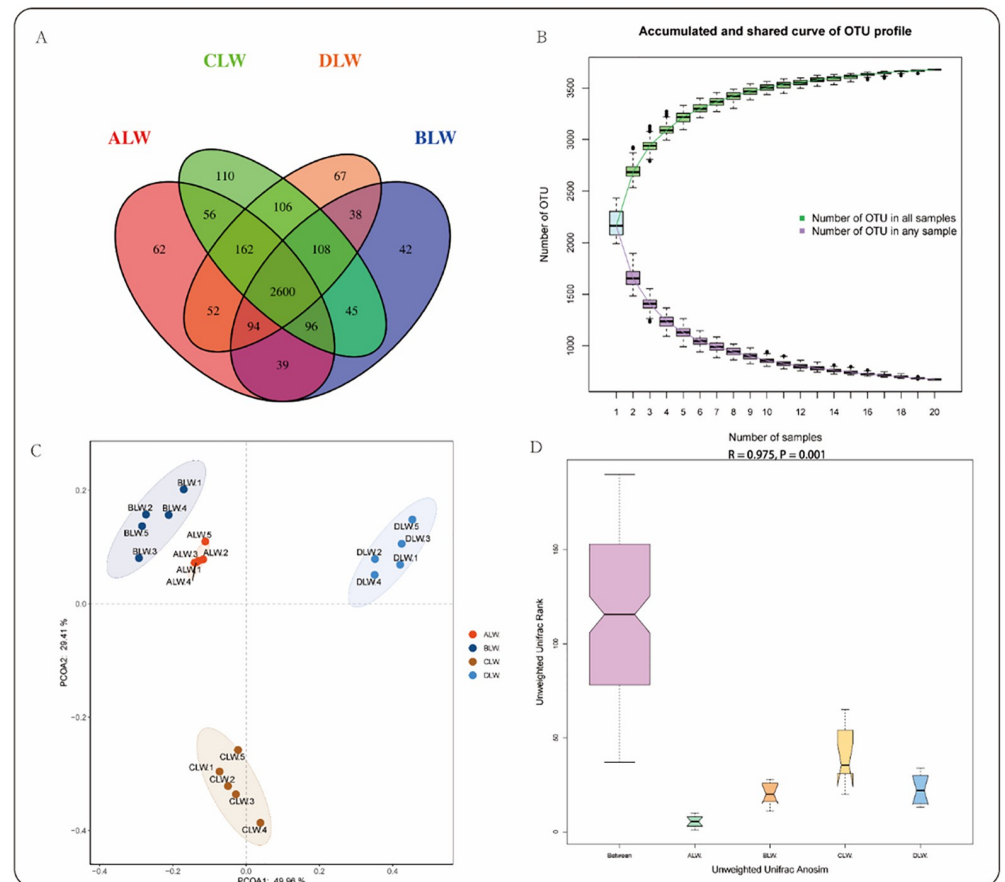 A
CLW
DLW
ALW
BLW
110
67
56
106
38
62
162
108
42
2600
52
94
96
45
39
B
Accumulated and shared curve of OTU profile
Number of OTU
3500
3000
2500
2000
1500
1000
Number of OTU in all samples
Number of OTU in any sample
1 2 3 4 5 6 7 8 9 10 12 14 16 18 20
Number of samples
C
PCOA2: 29.41 %
0.2
0.0
−0.2
−0.4
BLW.1
BLW.2
BLW.4
BLW.5
BLW.3
ALW.5
ALW.3
ALW.2
ALW.1
ALW.4
DLW.5
DLW.3
DLW.2
DLW.1
DLW.4
CLW.5
CLW.1
CLW.2
CLW.3
CLW.4
ALW.
BLW.
CLW.
DLW.
−0.4 −0.2 0.0 0.2 0.4
PCOA1: 49.96 %
D
R = 0.975, P = 0.001
Unweighted Unifrac Rank
150
100
50
0
Between ALW. BLW. CLW. DLW.
Unweighted Unifrac Anosim